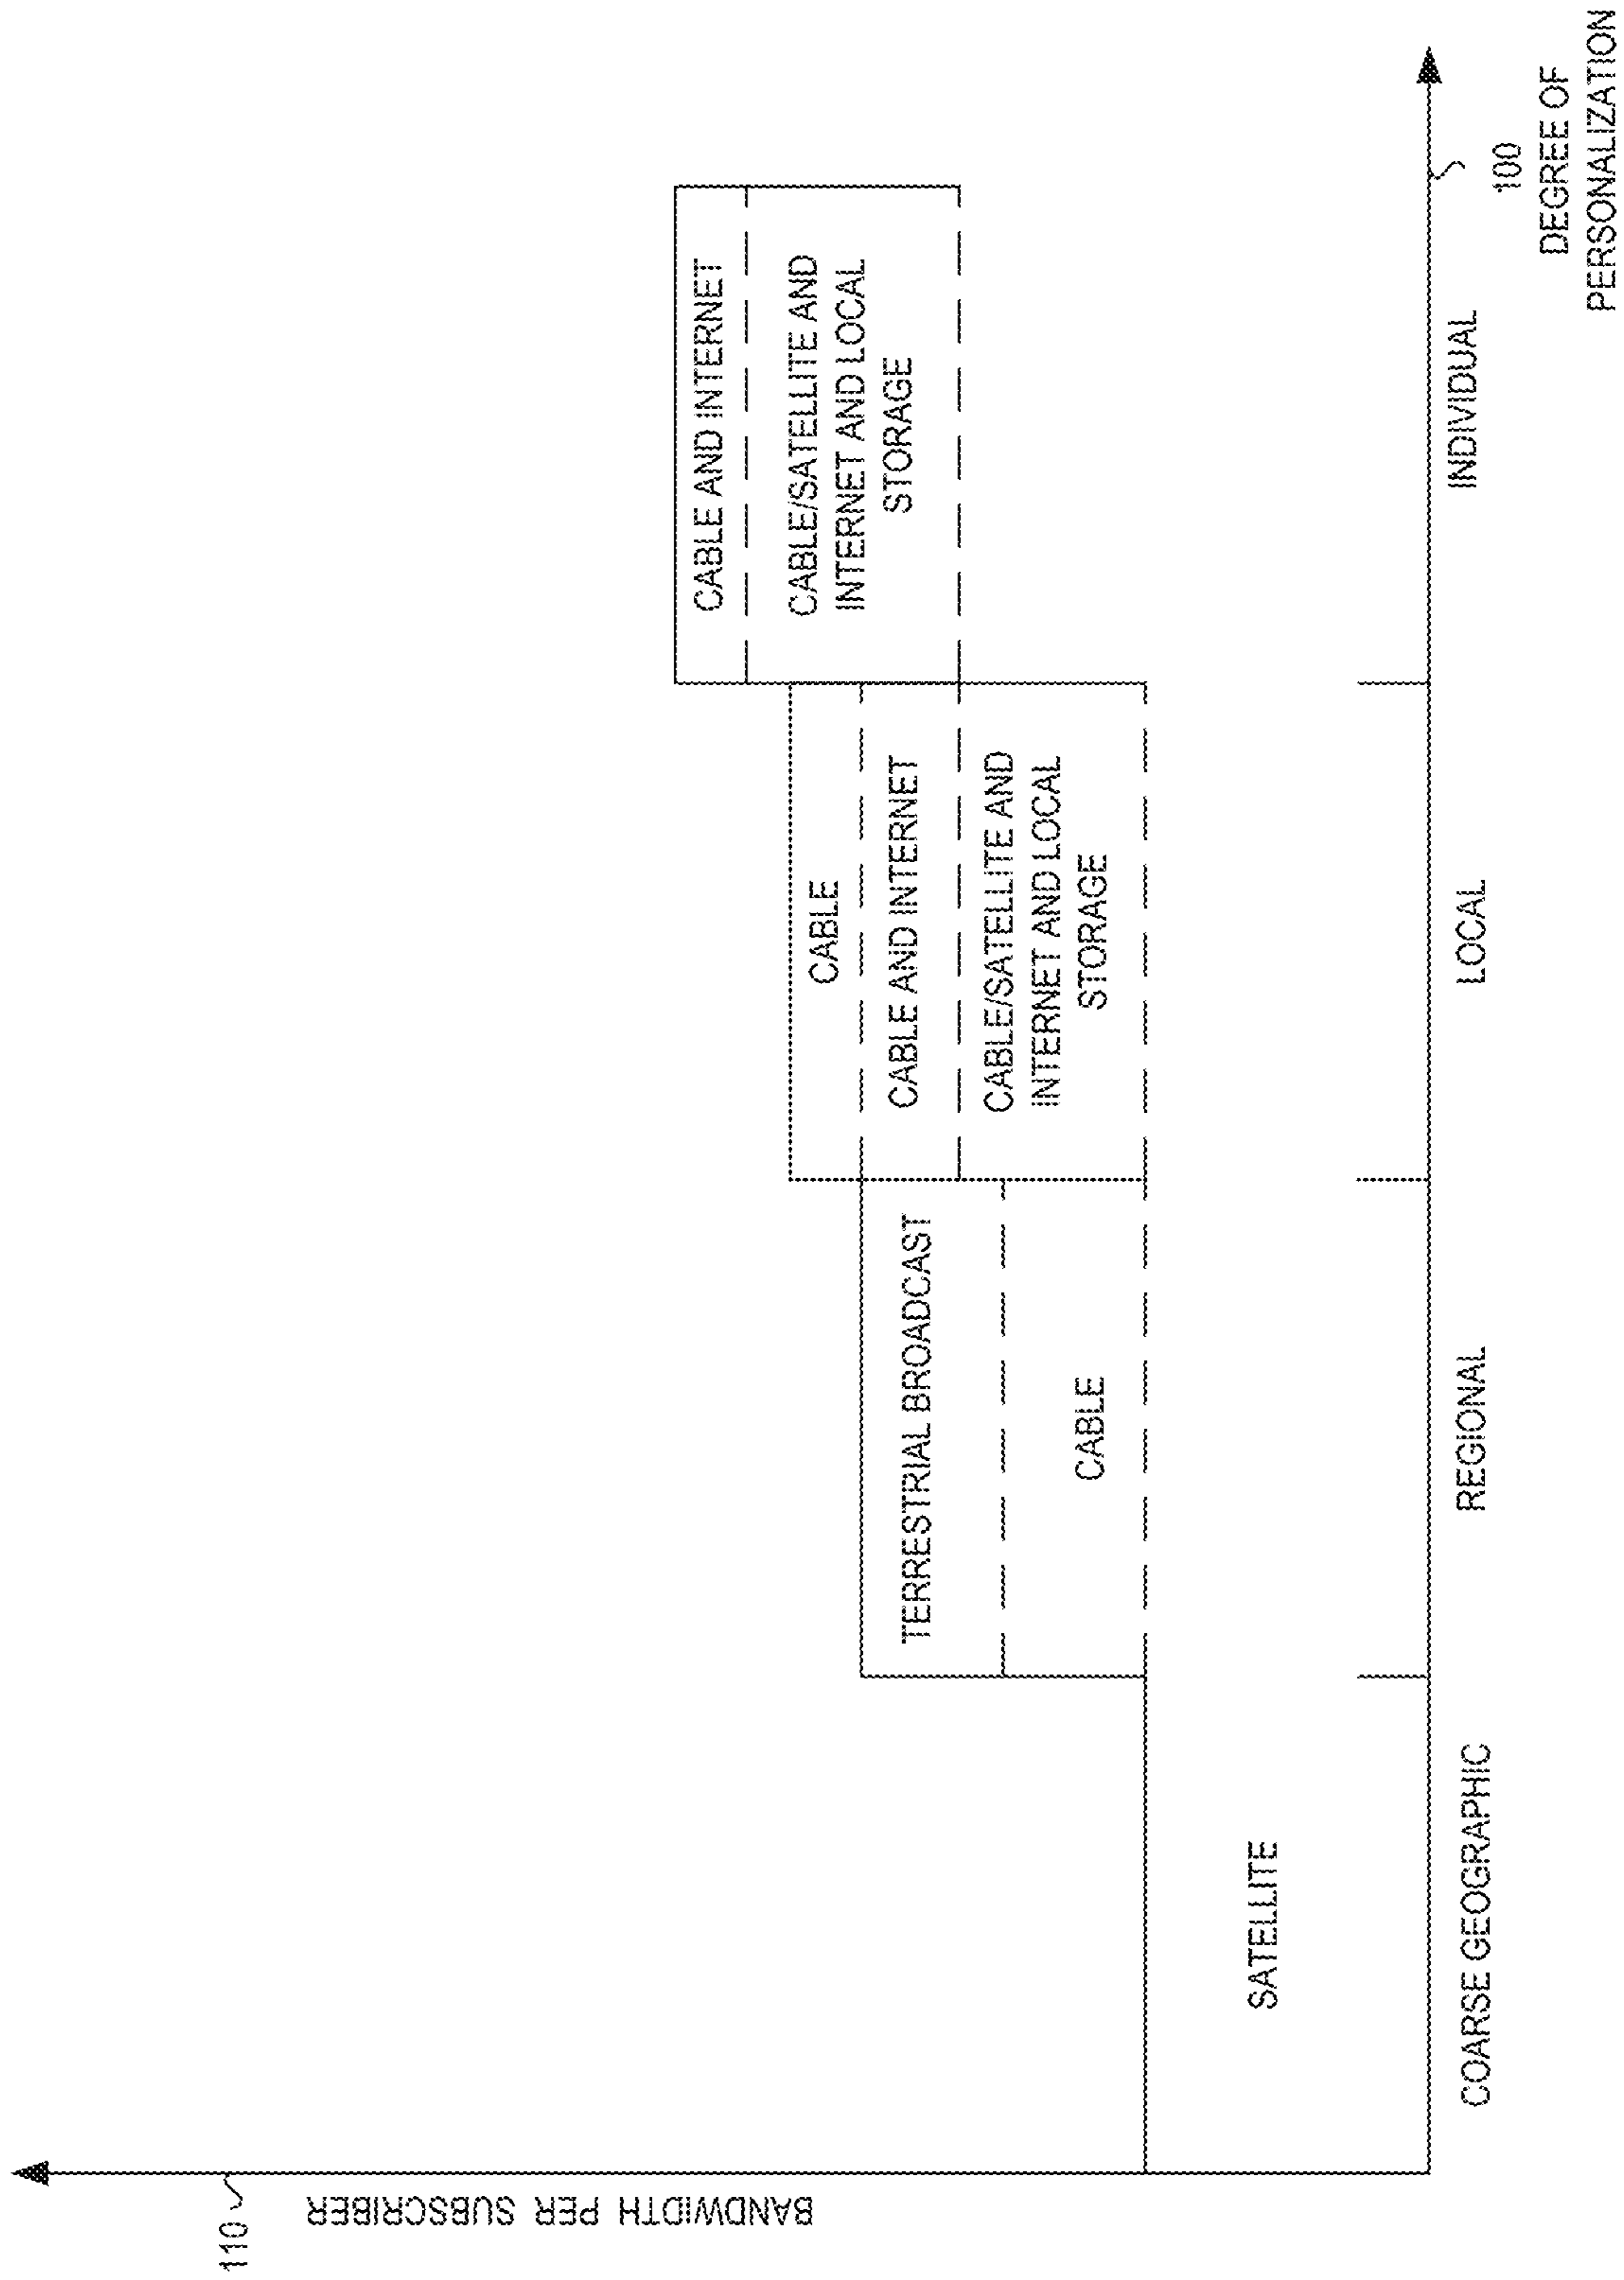 110
BANDWIDTH PER SUBSCRIBER
CABLE AND INTERNET
CABLE/SATELLITE AND
INTERNET AND LOCAL
STORAGE
CABLE
CABLE AND INTERNET
CABLE/SATELLITE AND
INTERNET AND LOCAL
STORAGE
TERRESTRIAL BROADCAST
CABLE
SATELLITE
COARSE GEOGRAPHIC
REGIONAL
LOCAL
INDIVIDUAL
100
DEGREE OF
PERSONALIZATION